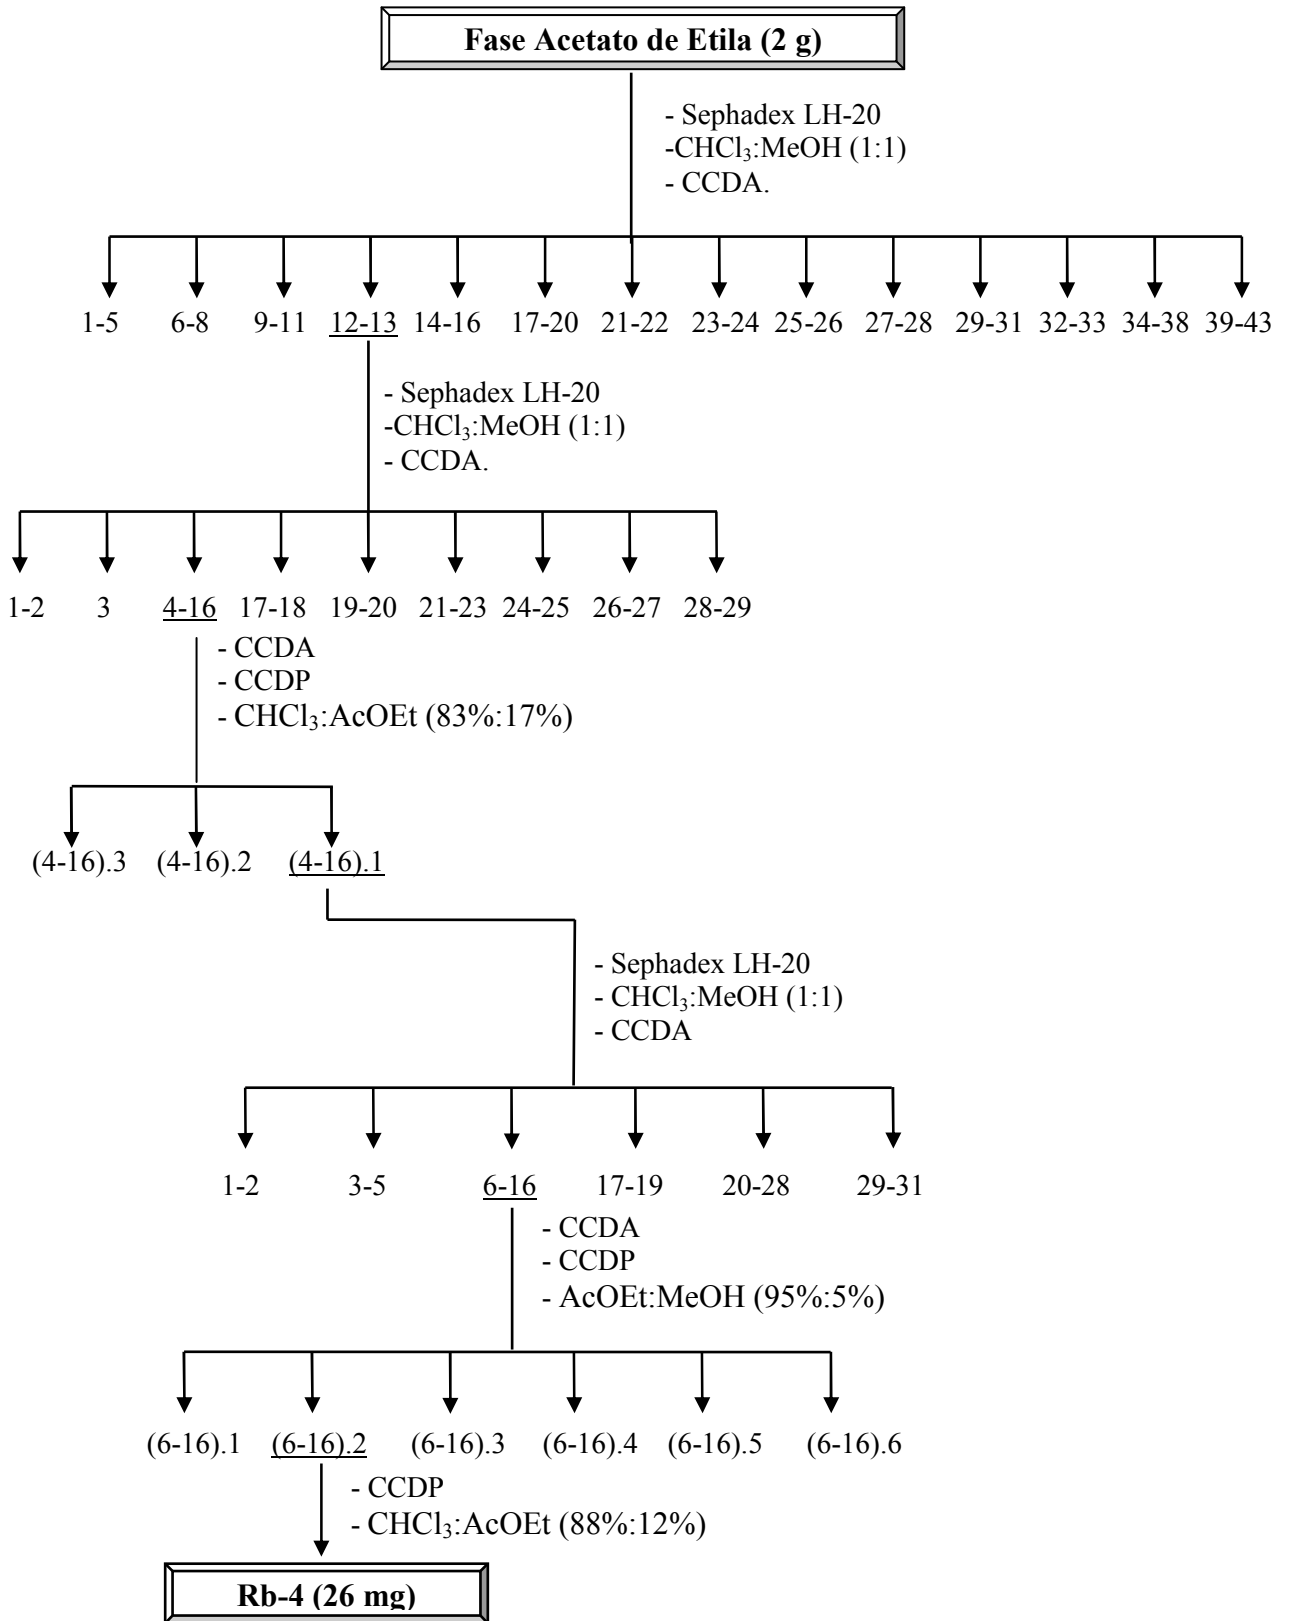 Fase Acetato de Etila (2 g)
- Sephadex LH-20
-CHCl₃:MeOH (1:1)
- CCDA.
1-5 6-8 9-11 12-13 14-16 17-20 21-22 23-24 25-26 27-28 29-31 32-33 34-38 39-43
- Sephadex LH-20
-CHCl₃:MeOH (1:1)
- CCDA.
1-2 3 4-16 17-18 19-20 21-23 24-25 26-27 28-29
- CCDA
- CCDP
- CHCl₃:AcOEt (83%:17%)
(4-16).3 (4-16).2 (4-16).1
- Sephadex LH-20
- CHCl₃:MeOH (1:1)
- CCDA
1-2 3-5 6-16 17-19 20-28 29-31
- CCDA
- CCDP
- AcOEt:MeOH (95%:5%)
(6-16).1 (6-16).2 (6-16).3 (6-16).4 (6-16).5 (6-16).6
- CCDP
- CHCl₃:AcOEt (88%:12%)
Rb-4 (26 mg)